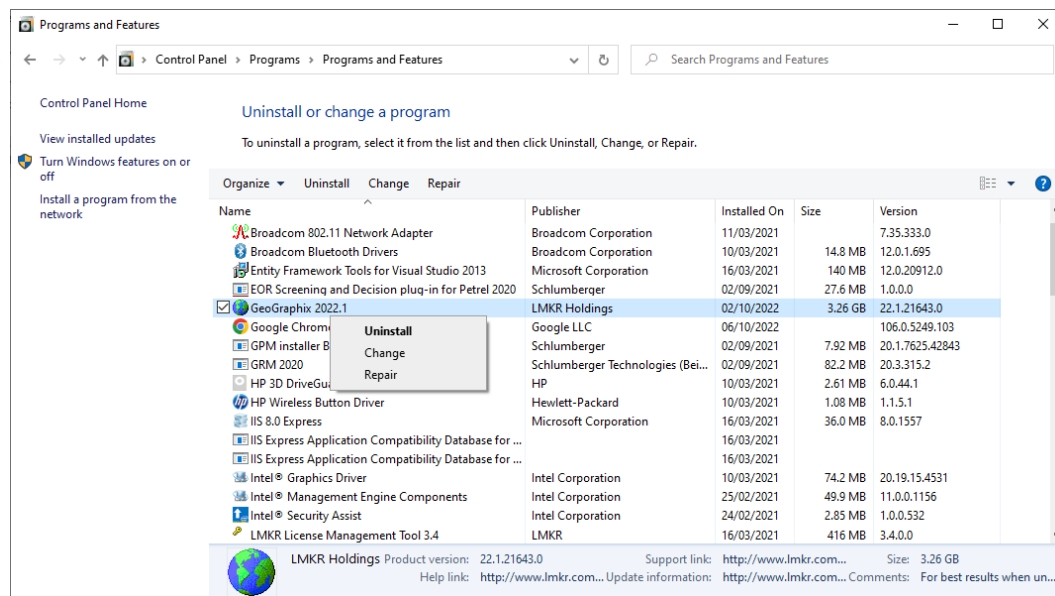 Programs and Features
Control Panel > Programs > Programs and Features
Search Programs and Features
Control Panel Home
View installed updates
Turn Windows features on or
off
Install a program from the
network
Uninstall or change a program
To uninstall a program, select it from the list and then click Uninstall, Change, or Repair.
Organize Uninstall Change Repair
Name Publisher Installed On Size Version
Broadcom 802.11 Network Adapter Broadcom Corporation 11/03/2021 7.35.333.0
Broadcom Bluetooth Drivers Broadcom Corporation 10/03/2021 14.8 MB 12.0.1.695
Entity Framework Tools for Visual Studio 2013 Microsoft Corporation 16/03/2021 140 MB 12.0.20912.0
EOR Screening and Decision plug-in for Petrel 2020 Schlumberger 02/09/2021 27.6 MB 1.0.0.0
GeoGraphix 2022.1 LMKR Holdings 02/10/2022 3.26 GB 22.1.21643.0
Google Chrom Google LLC 06/10/2022 106.0.5249.103
GPM installer B Schlumberger 02/09/2021 7.92 MB 20.1.7625.42843
GRM 2020 Schlumberger Technologies (Bei... 02/09/2021 82.2 MB 20.3.315.2
HP 3D DriveGu HP 10/03/2021 2.61 MB 6.0.44.1
HP Wireless Button Driver Hewlett-Packard 10/03/2021 1.08 MB 1.1.5.1
IIS 8.0 Express Microsoft Corporation 16/03/2021 36.0 MB 8.0.1557
IIS Express Application Compatibility Database for ... 16/03/2021
IIS Express Application Compatibility Database for ... 16/03/2021
Intel® Graphics Driver Intel Corporation 10/03/2021 74.2 MB 20.19.15.4531
Intel® Management Engine Components Intel Corporation 25/02/2021 49.9 MB 11.0.0.1156
Intel® Security Assist Intel Corporation 24/02/2021 2.85 MB 1.0.0.532
LMKR License Management Tool 3.4 LMKR 16/03/2021 416 MB 3.4.0.0
Uninstall
Change
Repair
LMKR Holdings Product version: 22.1.21643.0 Support link: http://www.lmkr.com... Size: 3.26 GB
Help link: http://www.lmkr.com... Update information: http://www.lmkr.com... Comments: For best results when un...